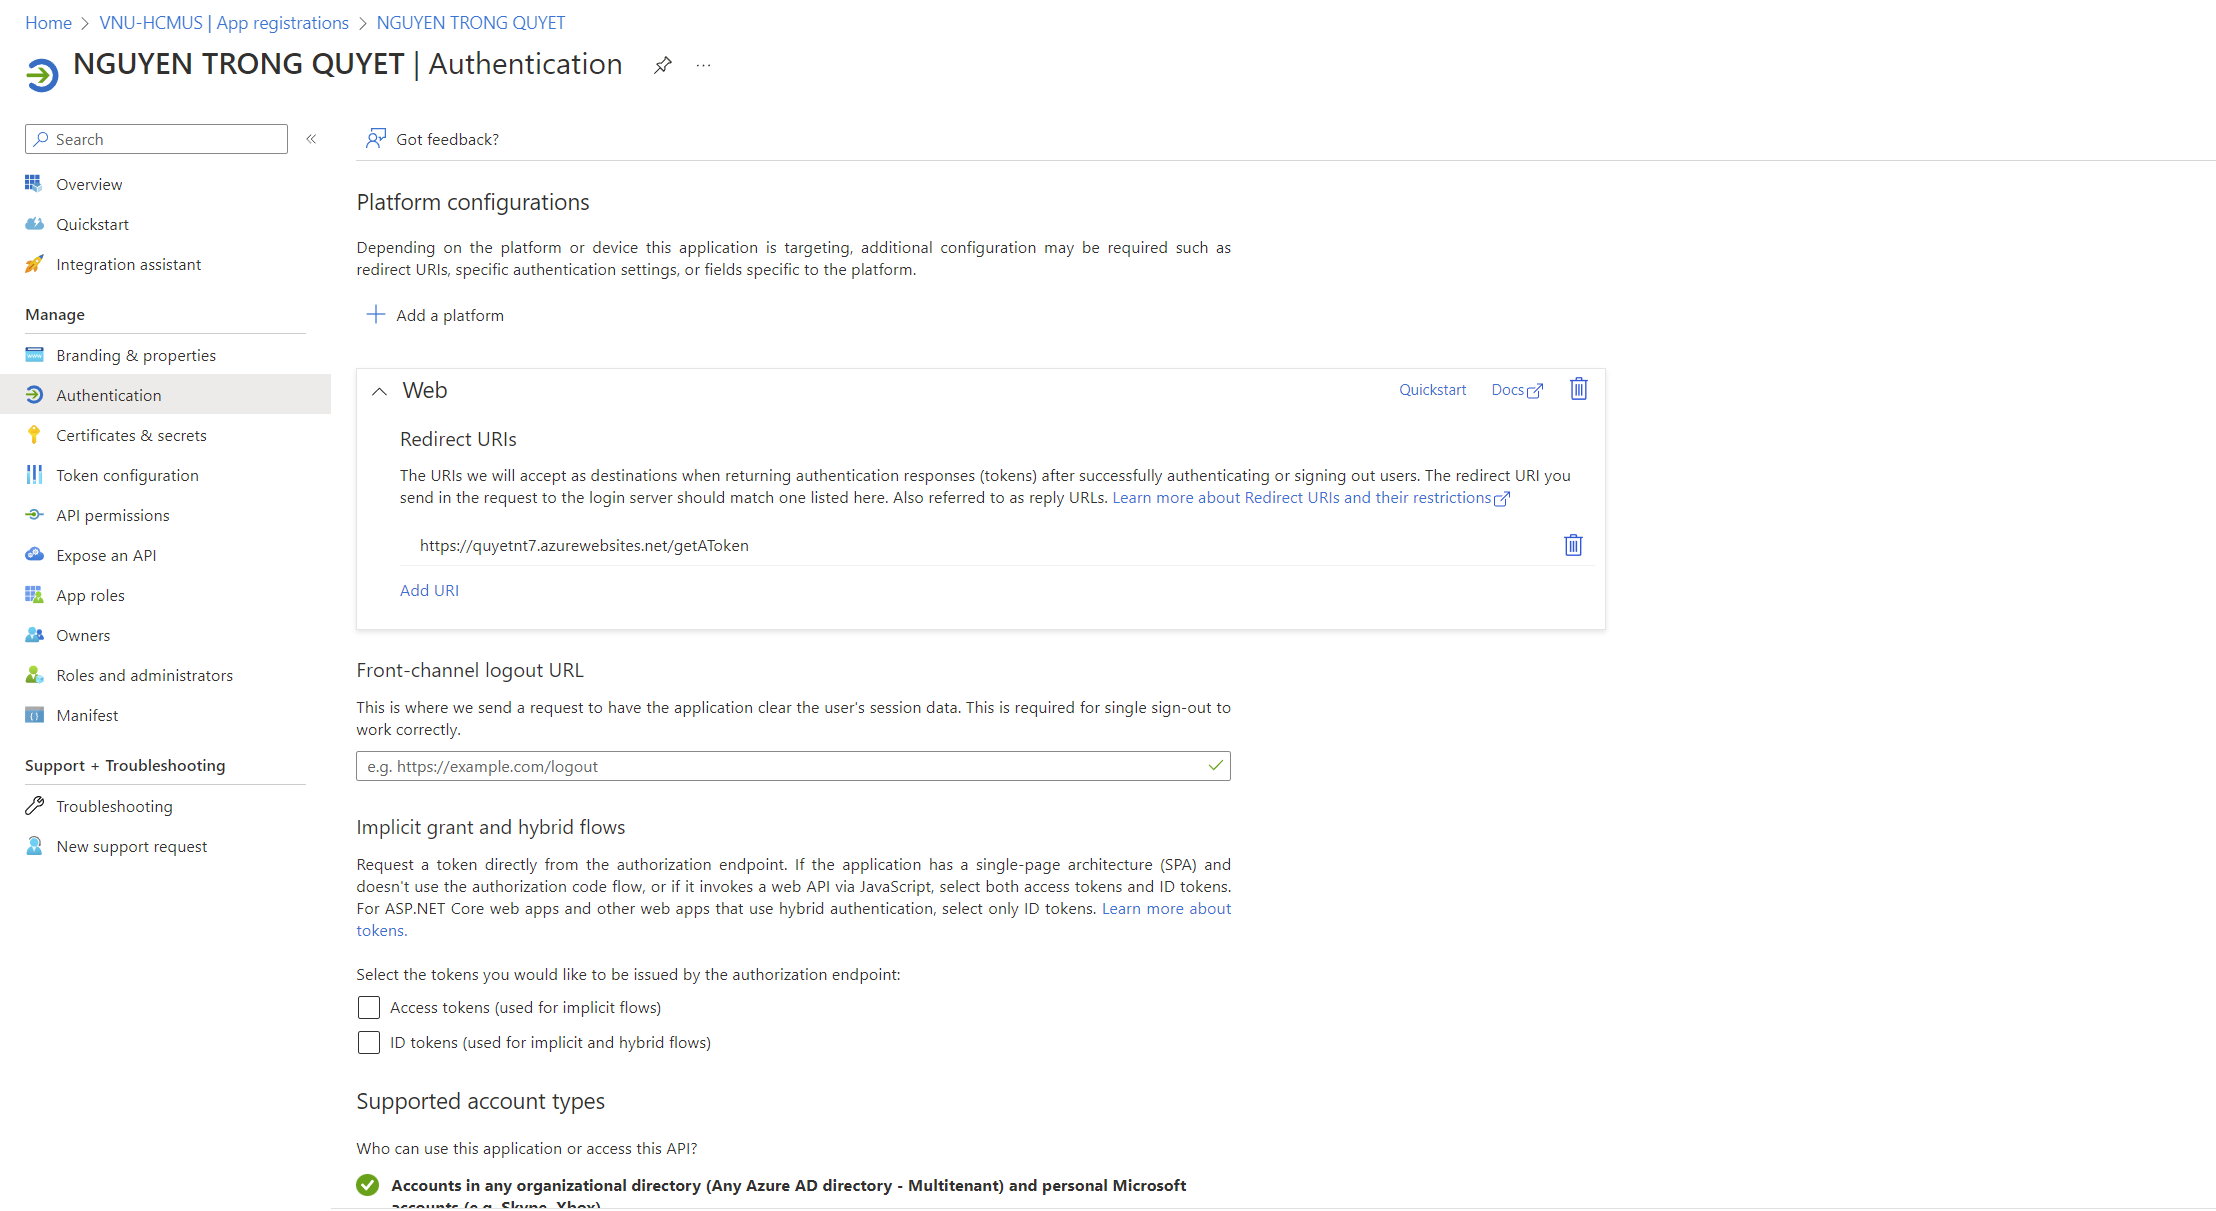 Home > VNU-HCMUS | App registrations > NGUYEN TRONG QUYET
NGUYEN TRONG QUYET | Authentication
Search
Overview
Quickstart
Integration assistant
Manage
Branding & properties
Authentication
Certificates & secrets
Token configuration
API permissions
Expose an API
App roles
Owners
Roles and administrators
Manifest
Support + Troubleshooting
Troubleshooting
New support request
Got feedback?
Platform configurations
Depending on the platform or device this application is targeting, additional configuration may be required such as
redirect URIs, specific authentication settings, or fields specific to the platform.
Add a platform
Web
Quickstart
Docs
Redirect URIs
The URIs we will accept as destinations when returning authentication responses (tokens) after successfully authenticating or signing out users. The redirect URI you
send in the request to the login server should match one listed here. Also referred to as reply URLs. Learn more about Redirect URIs and their restrictions
https://quyetnt7.azurewebsites.net/getAToken
Add URI
Front-channel logout URL
This is where we send a request to have the application clear the user's session data. This is required for single sign-out to
work correctly.
e.g. https://example.com/logout
Implicit grant and hybrid flows
Request a token directly from the authorization endpoint. If the application has a single-page architecture (SPA) and
doesn't use the authorization code flow, or if it invokes a web API via JavaScript, select both access tokens and ID tokens.
For ASP.NET Core web apps and other web apps that use hybrid authentication, select only ID tokens. Learn more about
tokens.
Select the tokens you would like to be issued by the authorization endpoint:
Access tokens (used for implicit flows)
ID tokens (used for implicit and hybrid flows)
Supported account types
Who can use this application or access this API?
Accounts in any organizational directory (Any Azure AD directory - Multitenant) and personal Microsoft
accounts (e.g. Skype, Xbox)